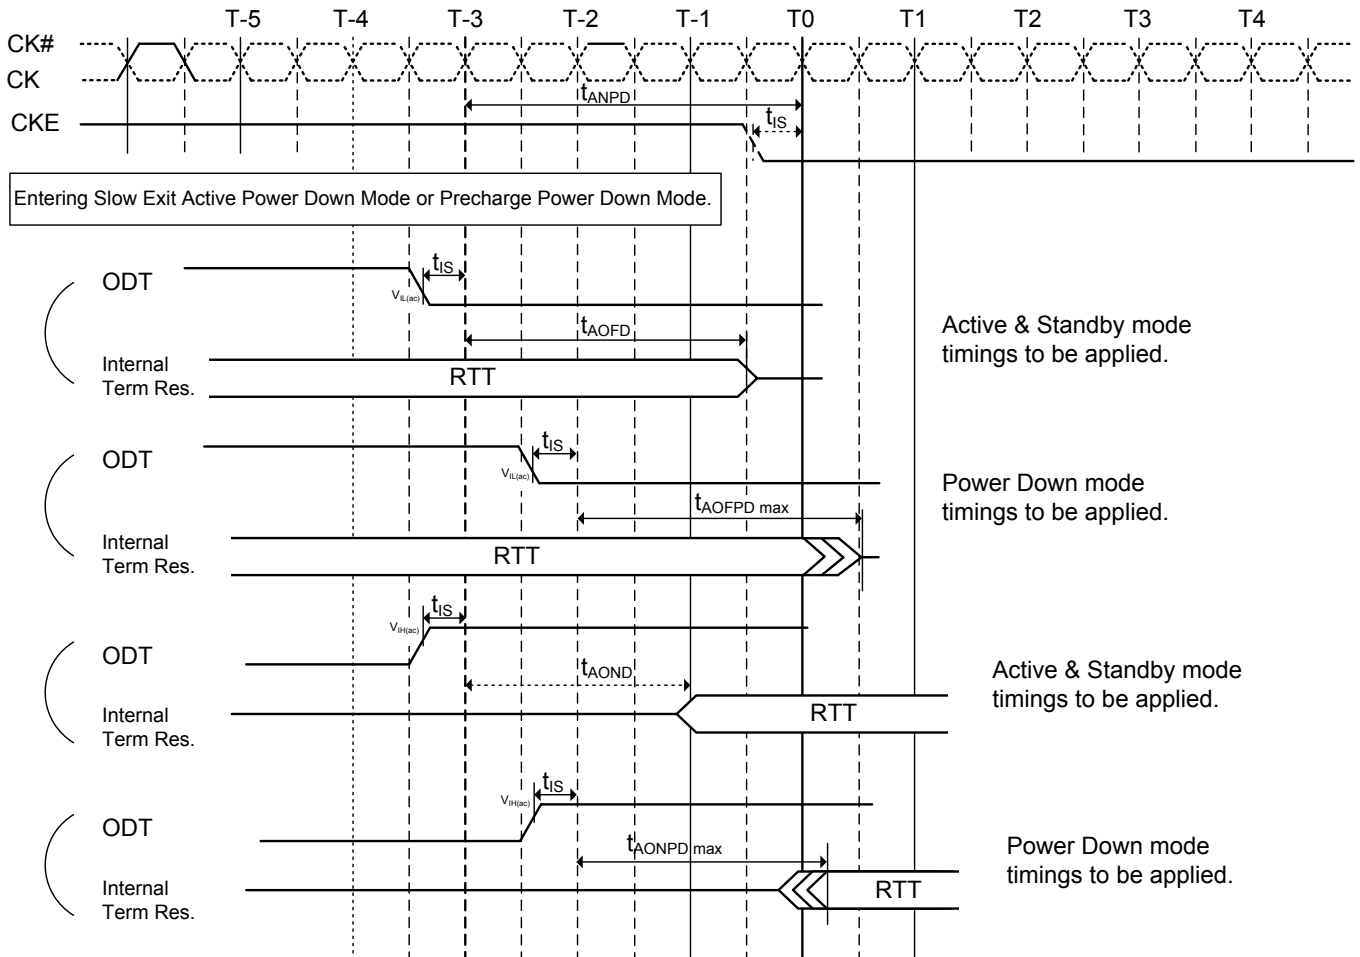 T-5 T-4 T-3 T-2 T-1 T0 T1 T2 T3 T4
CK#
CK
tANPD
CKE
tIS
Entering Slow Exit Active Power Down Mode or Precharge Power Down Mode.
ODT
tIS
VIL(ac)
tAOFD
Internal
Term Res.
RTT
Active & Standby mode
timings to be applied.
ODT
tIS
VIL(ac)
tAOFPD max
Internal
Term Res.
RTT
Power Down mode
timings to be applied.
ODT
tIS
VIH(ac)
tAOND
Internal
Term Res.
RTT
Active & Standby mode
timings to be applied.
ODT
tIS
VIH(ac)
tAONPD max
Internal
Term Res.
RTT
Power Down mode
timings to be applied.